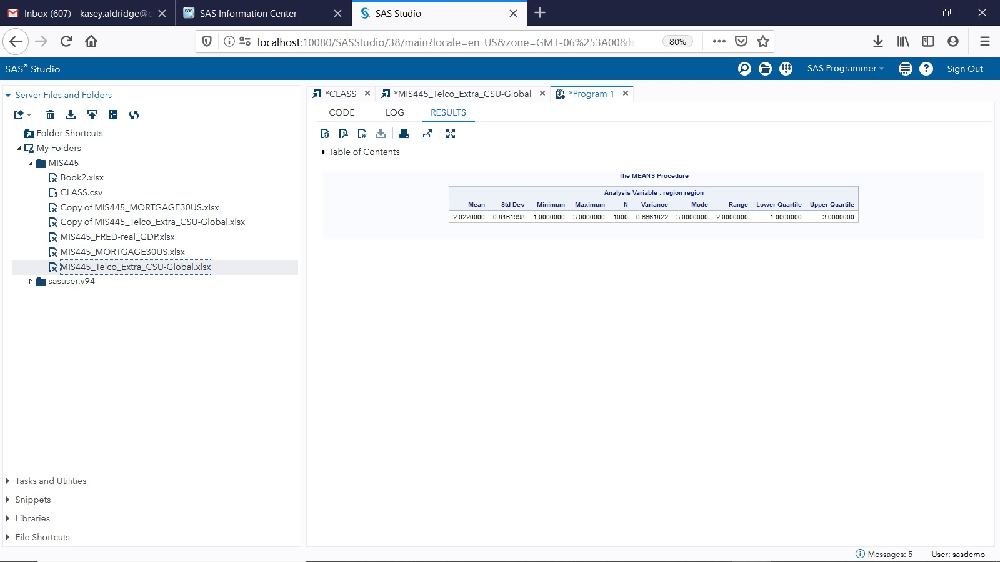 Inbox (607) - kasey.aldridge@c
SAS Information Center
SAS Studio
localhost:10080/SASStudio/38/main?locale=en_US&zone=GMT-06%253A00&h
80%
SAS® Studio
SAS Programmer
Sign Out
Server Files and Folders
Folder Shortcuts
My Folders
MIS445
Book2.xlsx
CLASS.csv
Copy of MIS445_MORTGAGE30US.xlsx
Copy of MIS445_Telco_Extra_CSU-Global.xlsx
MIS445_FRED-real_GDP.xlsx
MIS445_MORTGAGE30US.xlsx
MIS445_Telco_Extra_CSU-Global.xlsx
sasuser.v94
Tasks and Utilities
Snippets
Libraries
File Shortcuts
*CLASS
*MIS445_Telco_Extra_CSU-Global
*Program 1
CODE LOG RESULTS
Table of Contents
The MEANS Procedure
Analysis Variable : region region
Mean Std Dev Minimum Maximum N Variance Mode Range Lower Quartile Upper Quartile
2.0220000 0.8161998 1.0000000 3.0000000 1000 0.6661822 3.0000000 2.0000000 1.0000000 3.0000000
Messages: 5
User: sasdemo